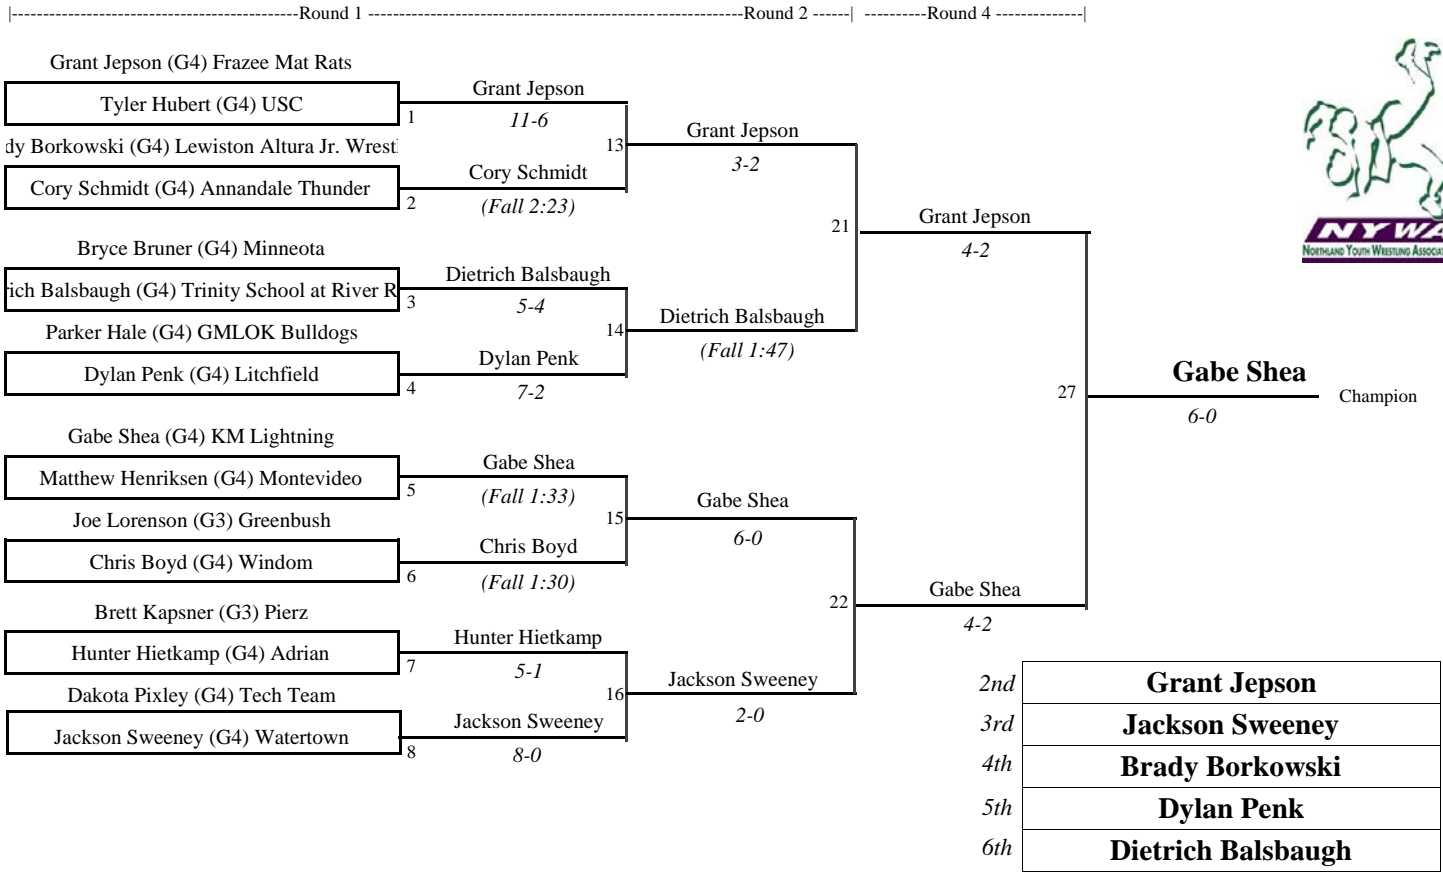 |----------------------------------------------Round 1 ------------------------------------------------------------Round 2 ------| ----------Round 4 --------------|
Grant Jepson (G4) Frazee Mat Rats
Tyler Hubert (G4) USC
1
dy Borkowski (G4) Lewiston Altura Jr. Wrestl
Cory Schmidt (G4) Annandale Thunder
2
Bryce Bruner (G4) Minneota
rich Balsbaugh (G4) Trinity School at River R
3
Parker Hale (G4) GMLOK Bulldogs
Dylan Penk (G4) Litchfield
4
Gabe Shea (G4) KM Lightning
Matthew Henriksen (G4) Montevideo
5
Joe Lorenson (G3) Greenbush
Chris Boyd (G4) Windom
6
Brett Kapsner (G3) Pierz
Hunter Hietkamp (G4) Adrian
7
Dakota Pixley (G4) Tech Team
Jackson Sweeney (G4) Watertown
8
Grant Jepson
11-6
13
Cory Schmidt
(Fall 2:23)
Dietrich Balsbaugh
5-4
14
Dylan Penk
7-2
Gabe Shea
(Fall 1:33)
15
Chris Boyd
(Fall 1:30)
Hunter Hietkamp
5-1
16
Jackson Sweeney
8-0
Grant Jepson
3-2
21
Dietrich Balsbaugh
(Fall 1:47)
Gabe Shea
6-0
22
Jackson Sweeney
2-0
Grant Jepson
4-2
27
Gabe Shea
4-2
Gabe Shea
6-0
Champion
NYWA
NORTHLAND YOUTH WRESTLING ASSOCIAT
2nd Grant Jepson
3rd Jackson Sweeney
4th Brady Borkowski
5th Dylan Penk
6th Dietrich Balsbaugh